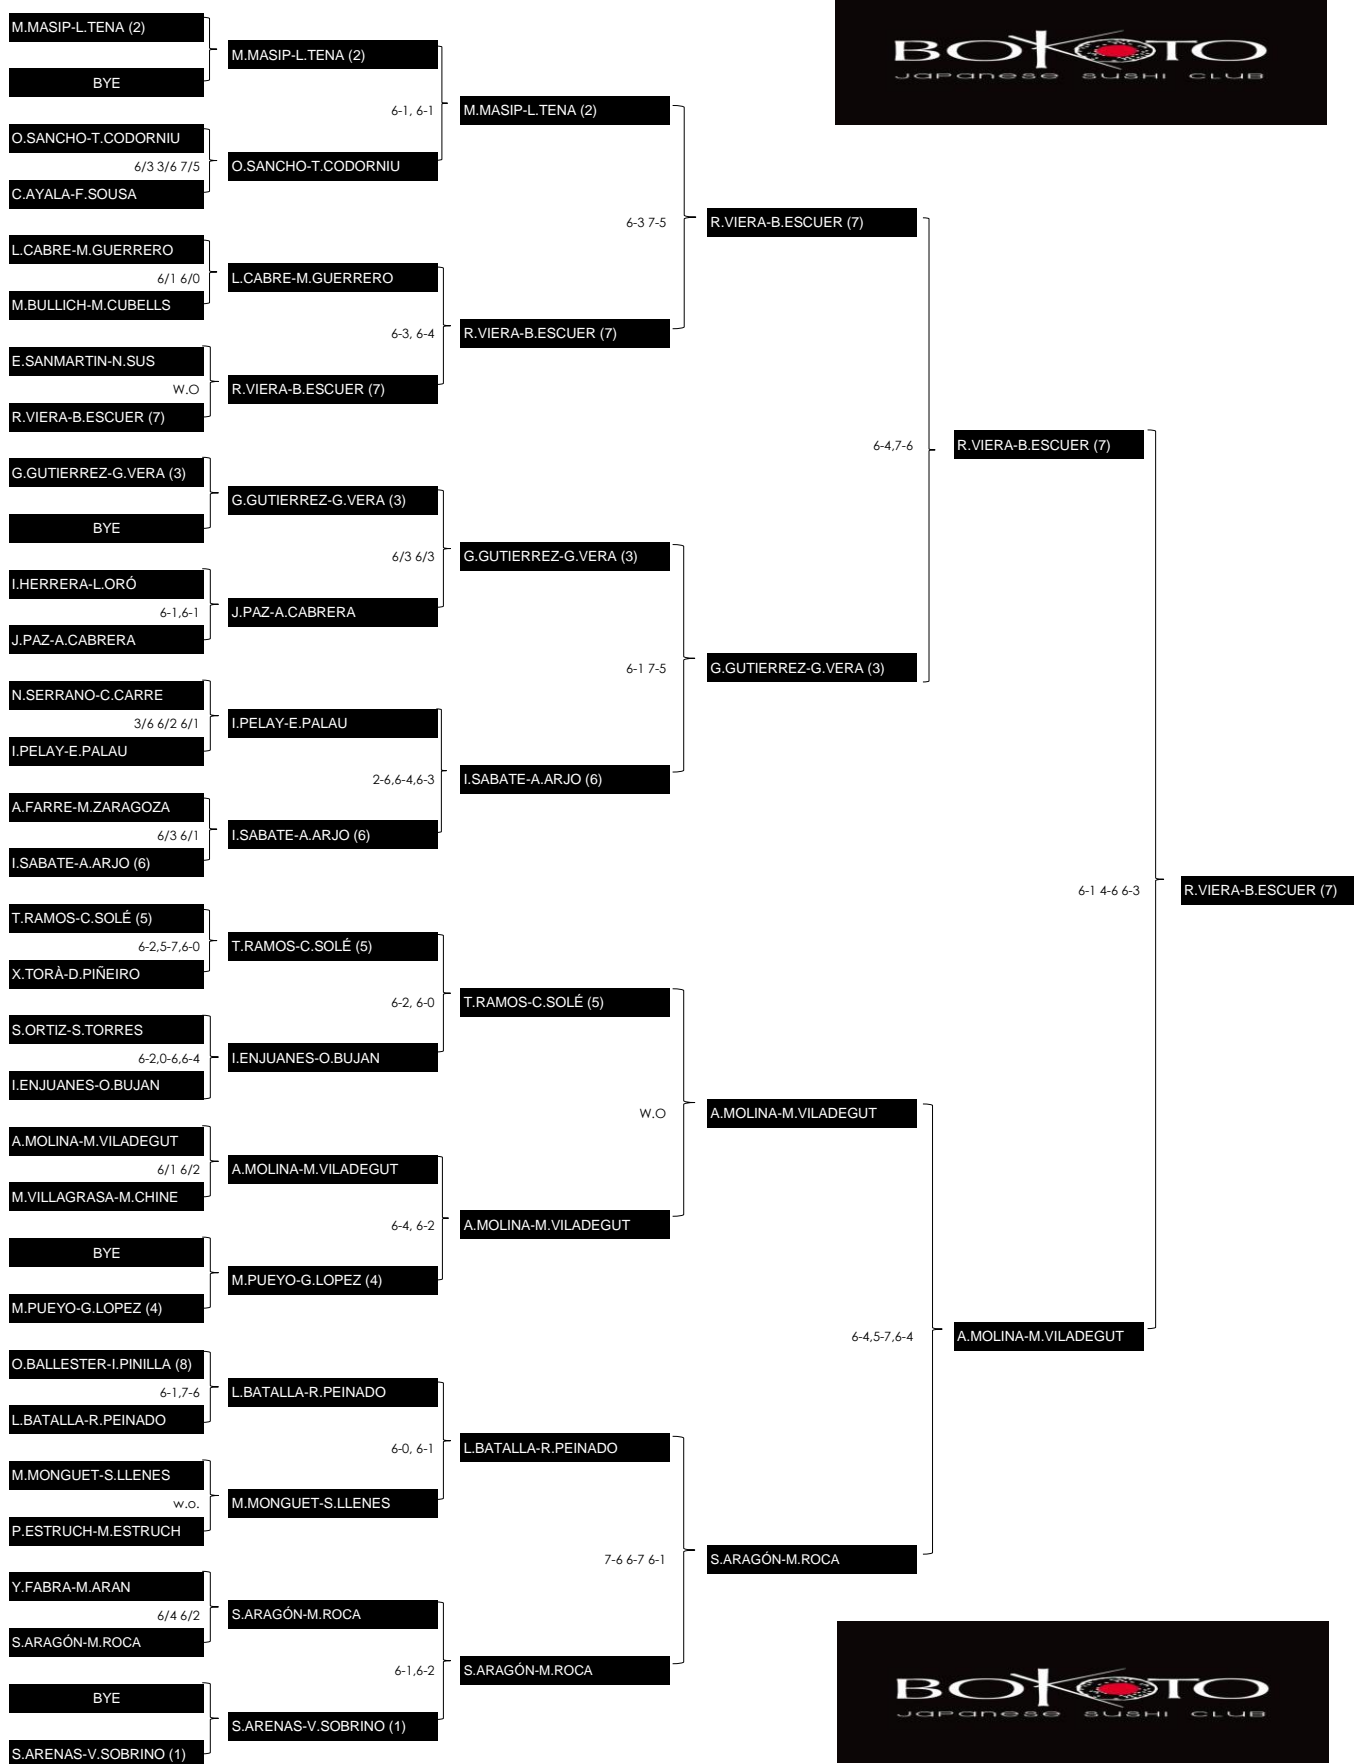 M.MASIP-L.TENA (2)
BYE
O.SANCHO-T.CODORNIU
6/3 3/6 7/5
C.AYALA-F.SOUSA
L.CABRE-M.GUERRERO
6/1 6/0
M.BULLICH-M.CUBELLS
E.SANMARTIN-N.SUS
W.O
R.VIERA-B.ESCUER (7)
G.GUTIERREZ-G.VERA (3)
BYE
I.HERRERA-L.ORÓ
6-1,6-1
J.PAZ-A.CABRERA
N.SERRANO-C.CARRE
3/6 6/2 6/1
I.PELAY-E.PALAU
A.FARRE-M.ZARAGOZA
6/3 6/1
I.SABATE-A.ARJO (6)
T.RAMOS-C.SOLÉ (5)
6-2,5-7,6-0
X.TORÀ-D.PIÑEIRO
S.ORTIZ-S.TORRES
6-2,0-6,6-4
I.ENJUANES-O.BUJAN
A.MOLINA-M.VILADEGUT
6/1 6/2
M.VILLAGRASA-M.CHINE
BYE
M.PUEYO-G.LOPEZ (4)
O.BALLESTER-I.PINILLA (8)
6-1,7-6
L.BATALLA-R.PEINADO
M.MONGUET-S.LLENES
w.o.
P.ESTRUCH-M.ESTRUCH
Y.FABRA-M.ARAN
6/4 6/2
S.ARAGÓN-M.ROCA
BYE
S.ARENAS-V.SOBRINO (1)
M.MASIP-L.TENA (2)
6-1, 6-1
O.SANCHO-T.CODORNIU
L.CABRE-M.GUERRERO
6-3, 6-4
R.VIERA-B.ESCUER (7)
G.GUTIERREZ-G.VERA (3)
6/3 6/3
J.PAZ-A.CABRERA
I.PELAY-E.PALAU
2-6,6-4,6-3
I.SABATE-A.ARJO (6)
T.RAMOS-C.SOLÉ (5)
6-2, 6-0
I.ENJUANES-O.BUJAN
A.MOLINA-M.VILADEGUT
6-4, 6-2
M.PUEYO-G.LOPEZ (4)
L.BATALLA-R.PEINADO
6-0, 6-1
M.MONGUET-S.LLENES
S.ARAGÓN-M.ROCA
6-1,6-2
S.ARENAS-V.SOBRINO (1)
M.MASIP-L.TENA (2)
6-3 7-5
R.VIERA-B.ESCUER (7)
G.GUTIERREZ-G.VERA (3)
6-1 7-5
I.SABATE-A.ARJO (6)
T.RAMOS-C.SOLÉ (5)
W.O
A.MOLINA-M.VILADEGUT
L.BATALLA-R.PEINADO
7-6 6-7 6-1
S.ARAGÓN-M.ROCA
R.VIERA-B.ESCUER (7)
6-4,7-6
G.GUTIERREZ-G.VERA (3)
A.MOLINA-M.VILADEGUT
6-4,5-7,6-4
S.ARAGÓN-M.ROCA
R.VIERA-B.ESCUER (7)
6-1 4-6 6-3
A.MOLINA-M.VILADEGUT
R.VIERA-B.ESCUER (7)
BOKOTO
JAPANESE SUSHI CLUB
BOKOTO
JAPANESE SUSHI CLUB